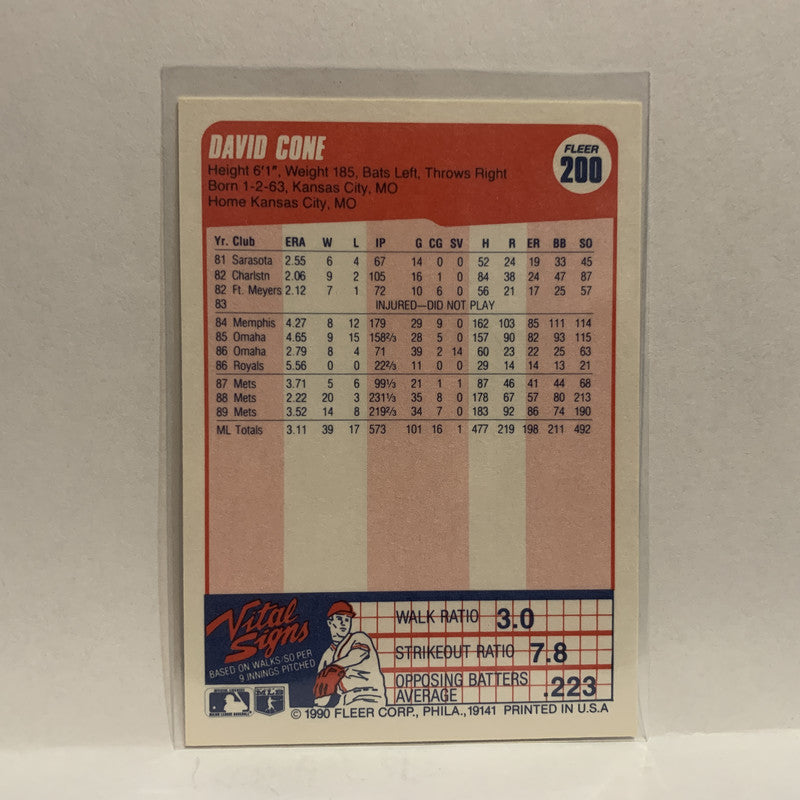 DAVID CONE
FLEER
200
Height 6'1", Weight 185, Bats Left, Throws Right
Born 1-2-63, Kansas City, MO
Home Kansas City, MO
Yr. Club ERA W L IP G CG SV H R ER BB SO
81 Sarasota 2.55 6 4 67 14 0 0 52 24 19 33 45
82 Charlstn 2.06 9 2 105 16 1 0 84 38 24 47 87
82 Ft. Meyers 2.12 7 1 72 10 6 0 56 21 17 25 57
83 INJURED—DID NOT PLAY
84 Memphis 4.27 8 12 179 29 9 0 162 103 85 111 114
85 Omaha 4.65 9 15 158⅔ 28 5 0 157 90 82 93 115
86 Omaha 2.79 8 4 71 39 2 14 60 23 22 25 63
86 Royals 5.56 0 0 22⅔ 11 0 0 29 14 14 13 21
87 Mets 3.71 5 6 99⅓ 21 1 1 87 46 41 44 68
88 Mets 2.22 20 3 231⅓ 35 8 0 178 67 57 80 213
89 Mets 3.52 14 8 219⅔ 34 7 0 183 92 86 74 190
ML Totals 3.11 39 17 573 101 16 1 477 219 198 211 492
Vital
Signs
BASED ON WALKS/SO PER
9 INNINGS PITCHED
WALK RATIO 3.0
STRIKEOUT RATIO 7.8
OPPOSING BATTERS
AVERAGE .223
© 1990 FLEER CORP., PHILA., 19141 PRINTED IN U.S.A